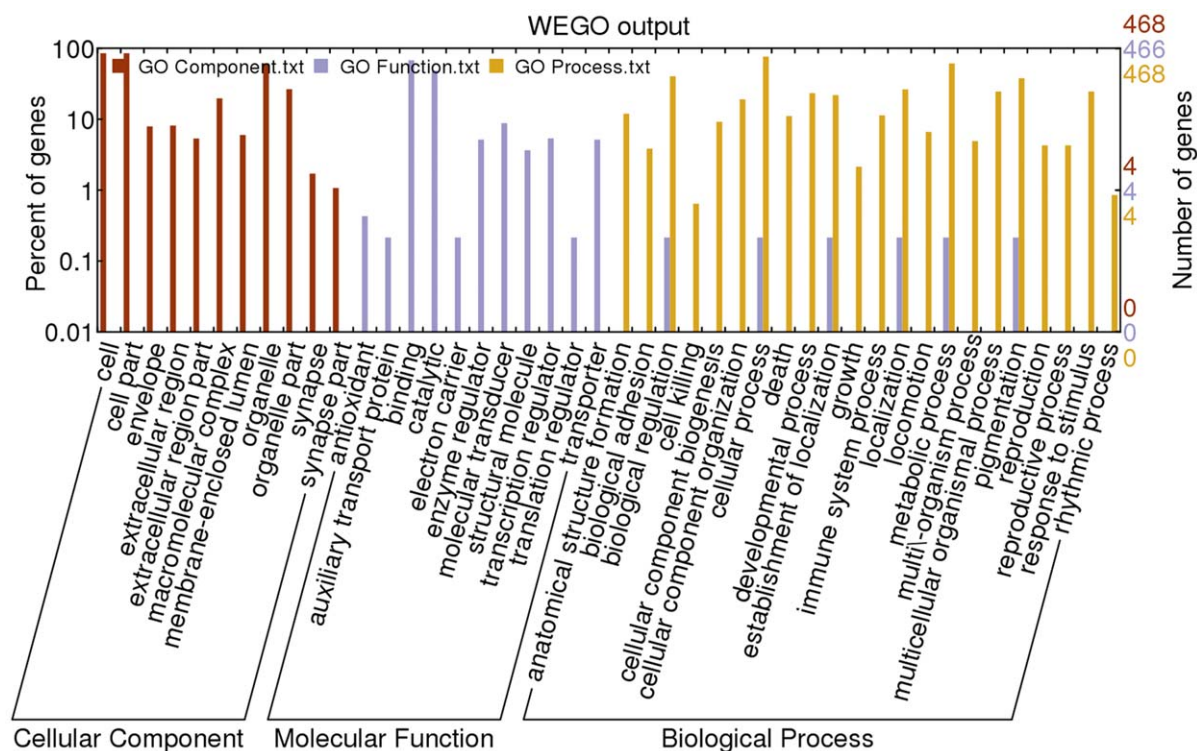 WEGO output
GO Component.txt GO Function.txt GO Process.txt
Percent of genes
100
10
1
0.1
0.01
Number of genes
468
466
468
4
4
4
0
0
0
cell
cell part
envelope
extracellular region
extracellular region part
macromolecular complex
membrane-enclosed lumen
organelle
organelle part
synapse
synapse part
antioxidant
auxiliary transport protein
binding
catalytic
electron carrier
enzyme regulator
molecular transducer
structural molecule
transcription regulator
translation regulator
transporter
anatomical structure formation
biological adhesion
biological regulation
cell killing
cellular component biogenesis
cellular component organization
cellular process
death
developmental process
establishment of localization
growth
immune system process
localization
locomotion
metabolic process
multi\-organism process
multicellular organismal process
pigmentation
reproduction
reproductive process
response to stimulus
rhythmic process
Cellular Component Molecular Function Biological Process